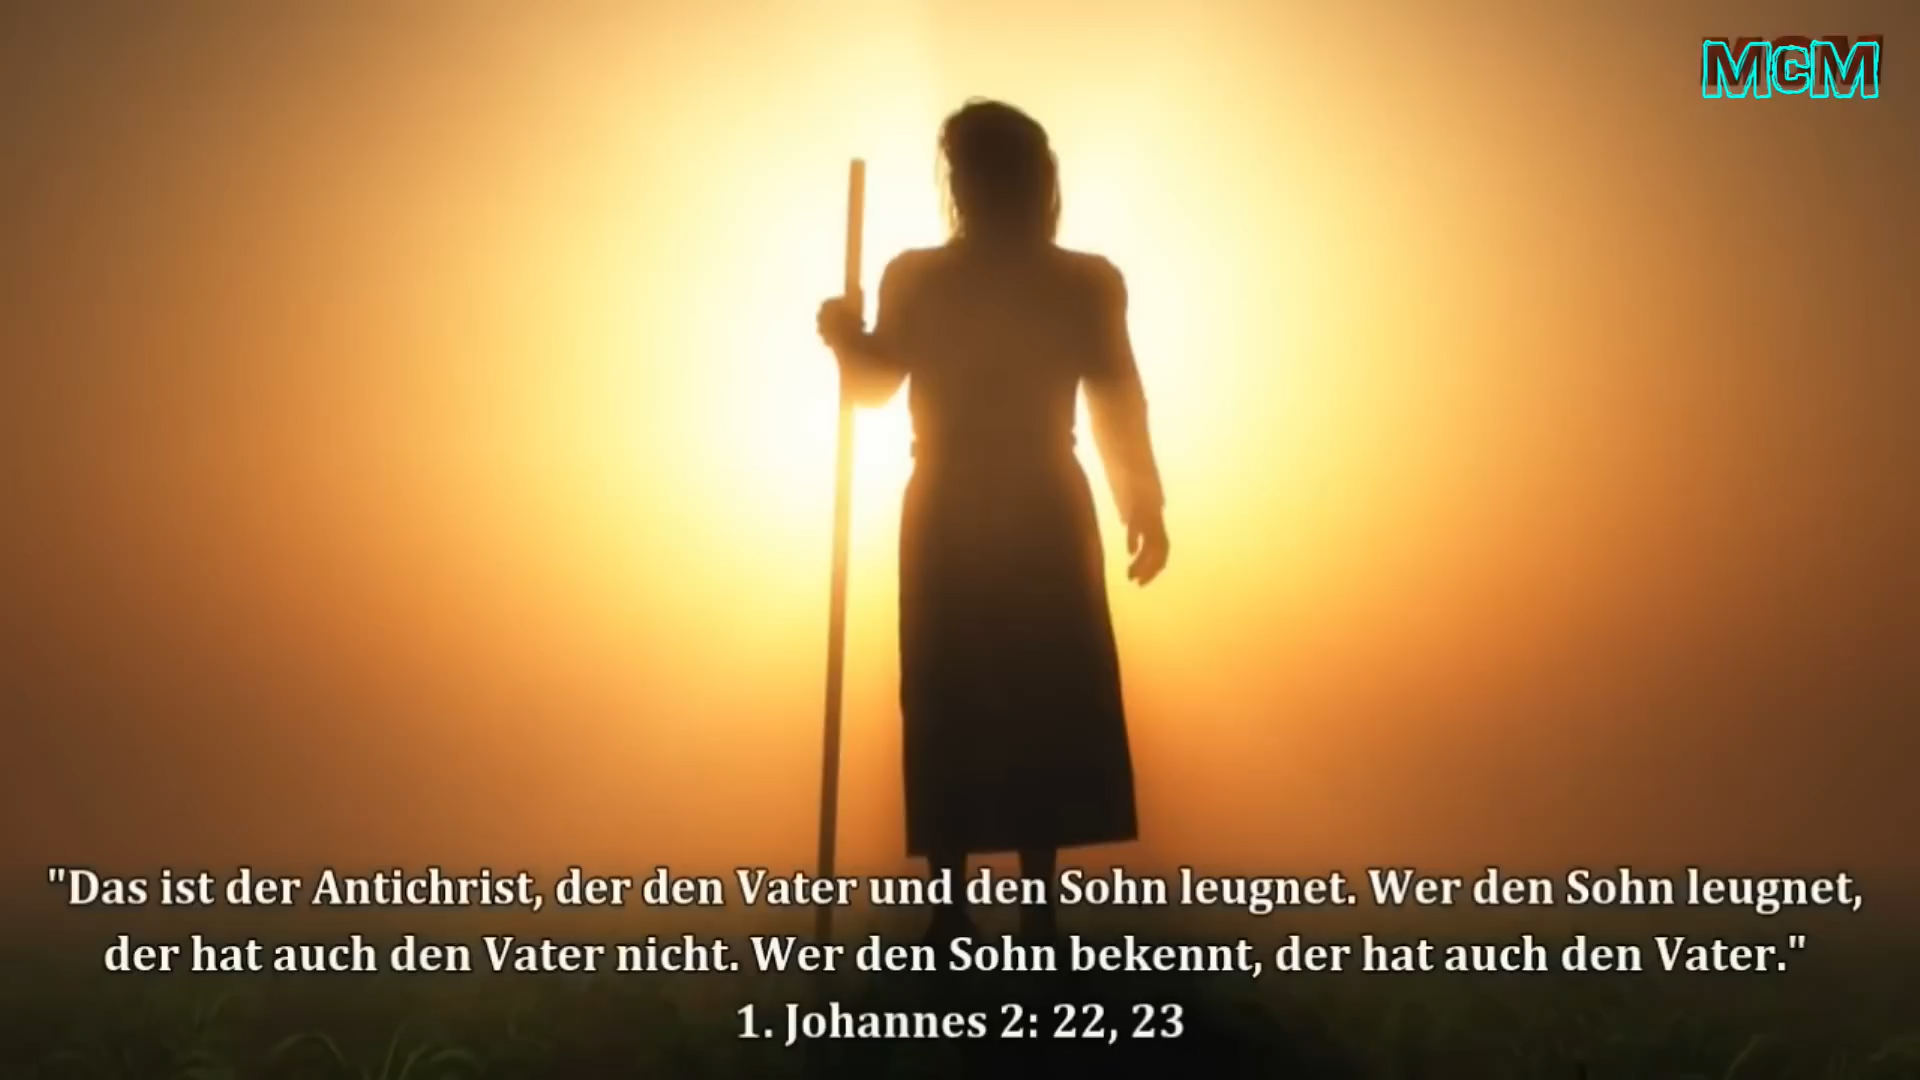 MCM
"Das ist der Antichrist, der den Vater und den Sohn leugnet. Wer den Sohn leugnet,
der hat auch den Vater nicht. Wer den Sohn bekennt, der hat auch den Vater."
1. Johannes 2: 22, 23